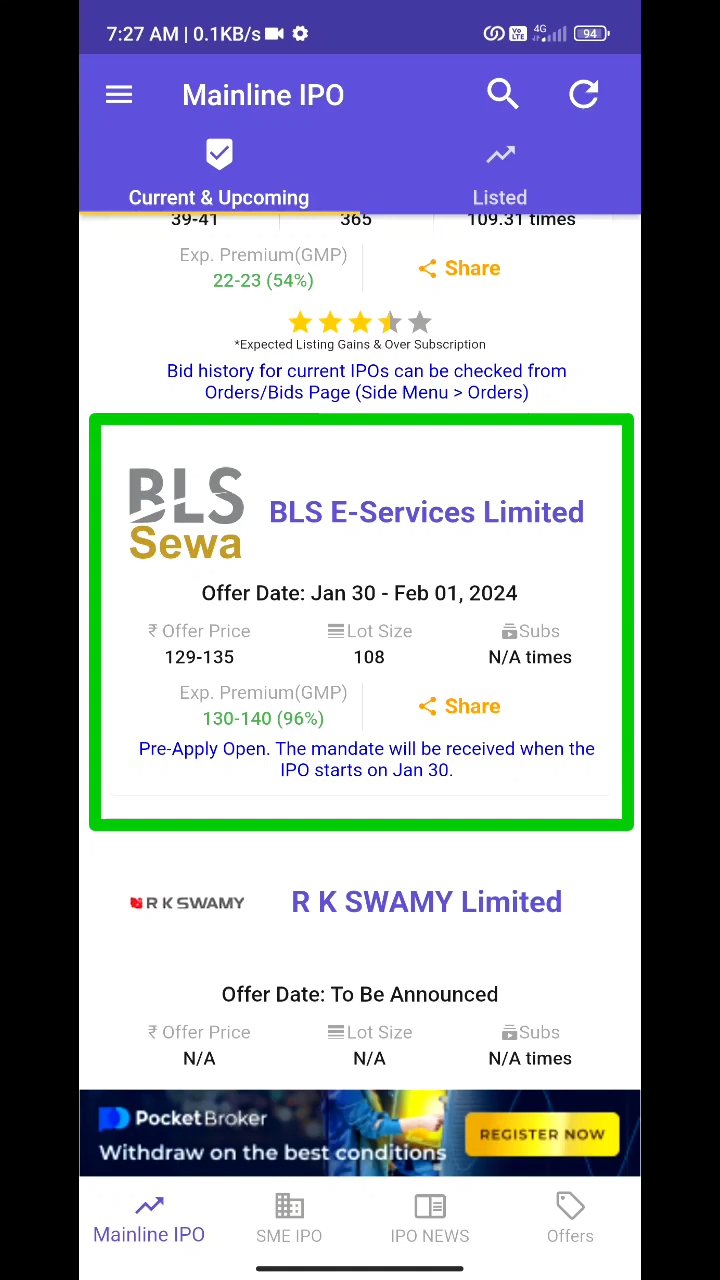 7:27 AM | 0.1KB/s
Vo LTE 4G 94
Mainline IPO
Current & Upcoming Listed
39-41 365 109.31 times
Exp. Premium(GMP) Share
22-23 (54%)
*Expected Listing Gains & Over Subscription
Bid history for current IPOs can be checked from
Orders/Bids Page (Side Menu > Orders)
BLS
Sewa
BLS E-Services Limited
Offer Date: Jan 30 - Feb 01, 2024
₹ Offer Price Lot Size Subs
129-135 108 N/A times
Exp. Premium(GMP) Share
130-140 (96%)
Pre-Apply Open. The mandate will be received when the
IPO starts on Jan 30.
R K SWAMY R K SWAMY Limited
Offer Date: To Be Announced
₹ Offer Price Lot Size Subs
N/A N/A N/A times
PocketBroker
Withdraw on the best conditions
REGISTER NOW
Mainline IPO SME IPO IPO NEWS Offers